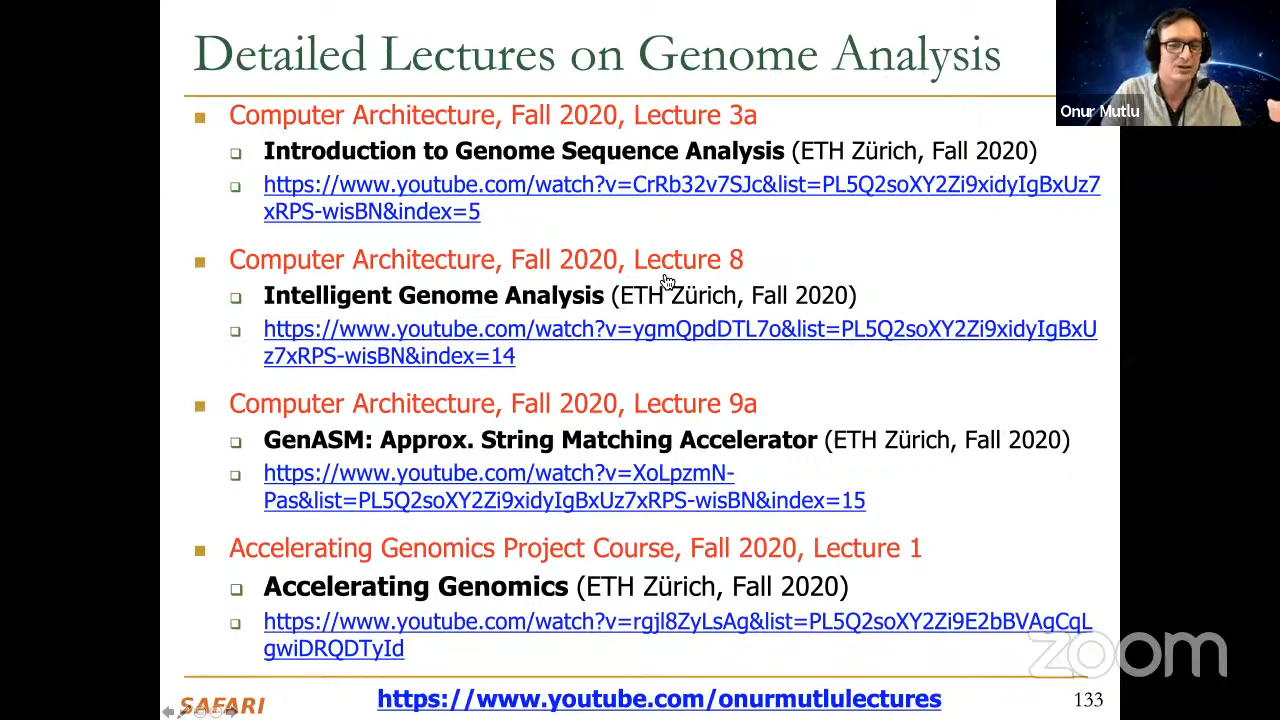 Detailed Lectures on Genome Analysis
Onur Mutlu
Computer Architecture, Fall 2020, Lecture 3a
Introduction to Genome Sequence Analysis (ETH Zürich, Fall 2020)
https://www.youtube.com/watch?v=CrRb32v7SJc&list=PL5Q2soXY2Zi9xidyIgBxUz7
xRPS-wisBN&index=5
Computer Architecture, Fall 2020, Lecture 8
Intelligent Genome Analysis (ETH Zürich, Fall 2020)
https://www.youtube.com/watch?v=ygmQpdDTL7o&list=PL5Q2soXY2Zi9xidyIgBxU
z7xRPS-wisBN&index=14
Computer Architecture, Fall 2020, Lecture 9a
GenASM: Approx. String Matching Accelerator (ETH Zürich, Fall 2020)
https://www.youtube.com/watch?v=XoLpzmN-
Pas&list=PL5Q2soXY2Zi9xidyIgBxUz7xRPS-wisBN&index=15
Accelerating Genomics Project Course, Fall 2020, Lecture 1
Accelerating Genomics (ETH Zürich, Fall 2020)
https://www.youtube.com/watch?v=rgjl8ZyLsAg&list=PL5Q2soXY2Zi9E2bBVAgCqL
gwiDRQDTyId
zoom
SAFARI
https://www.youtube.com/onurmutlulectures
133